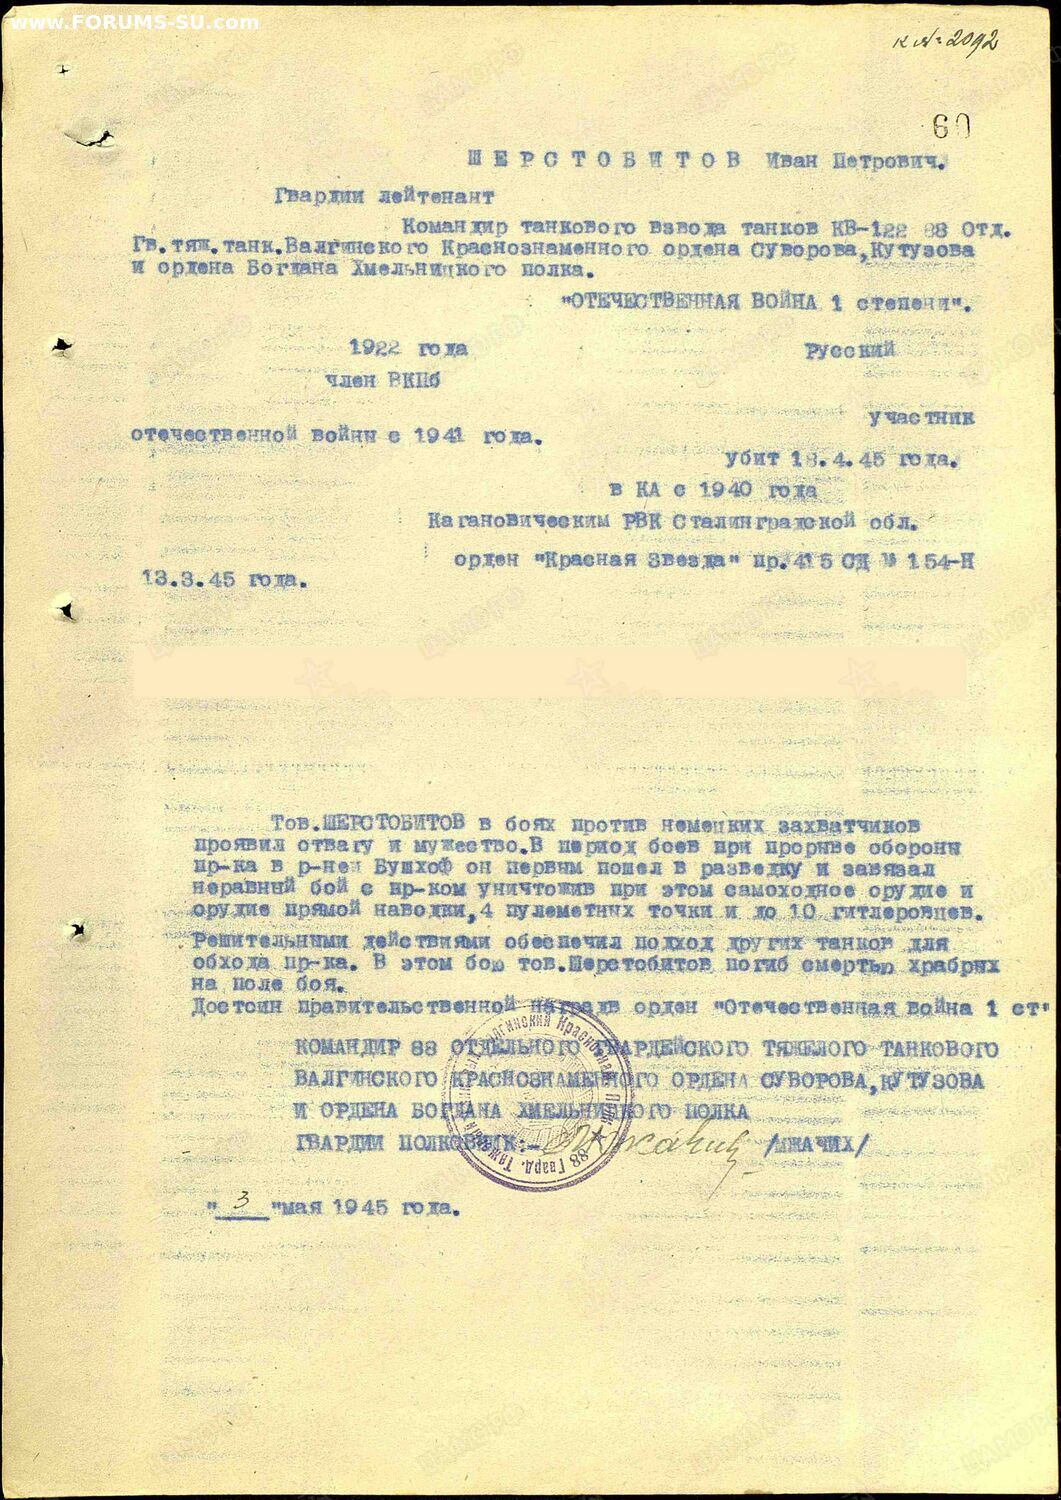 www.FORUMS-SU.com
к № 2092
60
ШЕРСТОБИТОВ Иван Петрович.
Гвардии лейтенант
Командир танкового взвода танков КВ-122 88 Отд.
Гв.тяж.танк.Валгинского Краснознаменного ордена Суворова,Кутузова
и ордена Богдана Хмельницкого полка.
"ОТЕЧЕСТВЕННАЯ ВОЙНА 1 степени".
1922 года Русский
член ВКПб
участник
отечественной войны с 1941 года.
убит 18.4.45 года.
в КА с 1940 года
Кагановическим РВК Сталинградской обл.
орден "Красная Звезда" пр.415 СД № 154-Н
13.3.45 года.
Тов.ШЕРСТОБИТОВ в боях против немецких захватчиков
проявил отвагу и мужество.В период боев при прорыве обороны
пр-ка в р-неи Бушхоф он первым пошел в разведку и завязал
неравный бой с пр-ком уничтожив при этом самоходное орудие и
орудие прямой наводки,4 пулеметных точки и до 10 гитлеровцев.
Решительными действиями обеспечил подход других танков для
обхода пр-ка. В этом бою тов.Шерстобитов погиб смертью храбрых
на поле боя.
Достоин правительственной награды орден "Отечественная война 1 ст"
КОМАНДИР 88 ОТДЕЛЬНОГО ГВАРДЕЙСКОГО ТЯЖЕЛОГО ТАНКОВОГО
ВАЛГИНСКОГО КРАСНОЗНАМЕННОГО ОРДЕНА СУВОРОВА,КУТУЗОВА
И ОРДЕНА БОГДАНА ХМЕЛЬНИЦКОГО ПОЛКА
ГВАРДИИ ПОЛКОВНИК:- Мжачих /МЖАЧИХ/
"3"мая 1945 года.